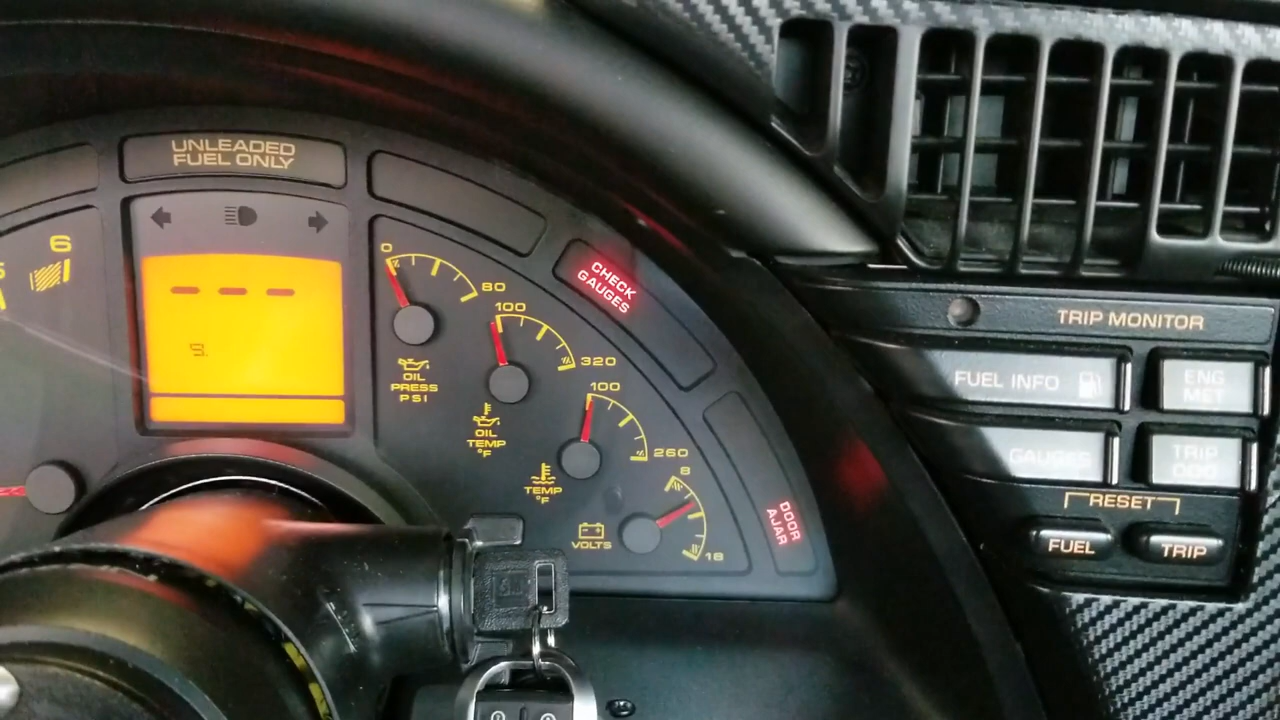 UNLEADED
FUEL ONLY
6
0
80
OIL
PRESS
PSI
100
320
OIL
TEMP
°F
100
260
TEMP
°F
8
18
VOLTS
CHECK
GAUGES
DOOR
AJAR
TRIP MONITOR
FUEL INFO
ENG
MET
GAUGES
TRIP
ODO
RESET
FUEL
TRIP